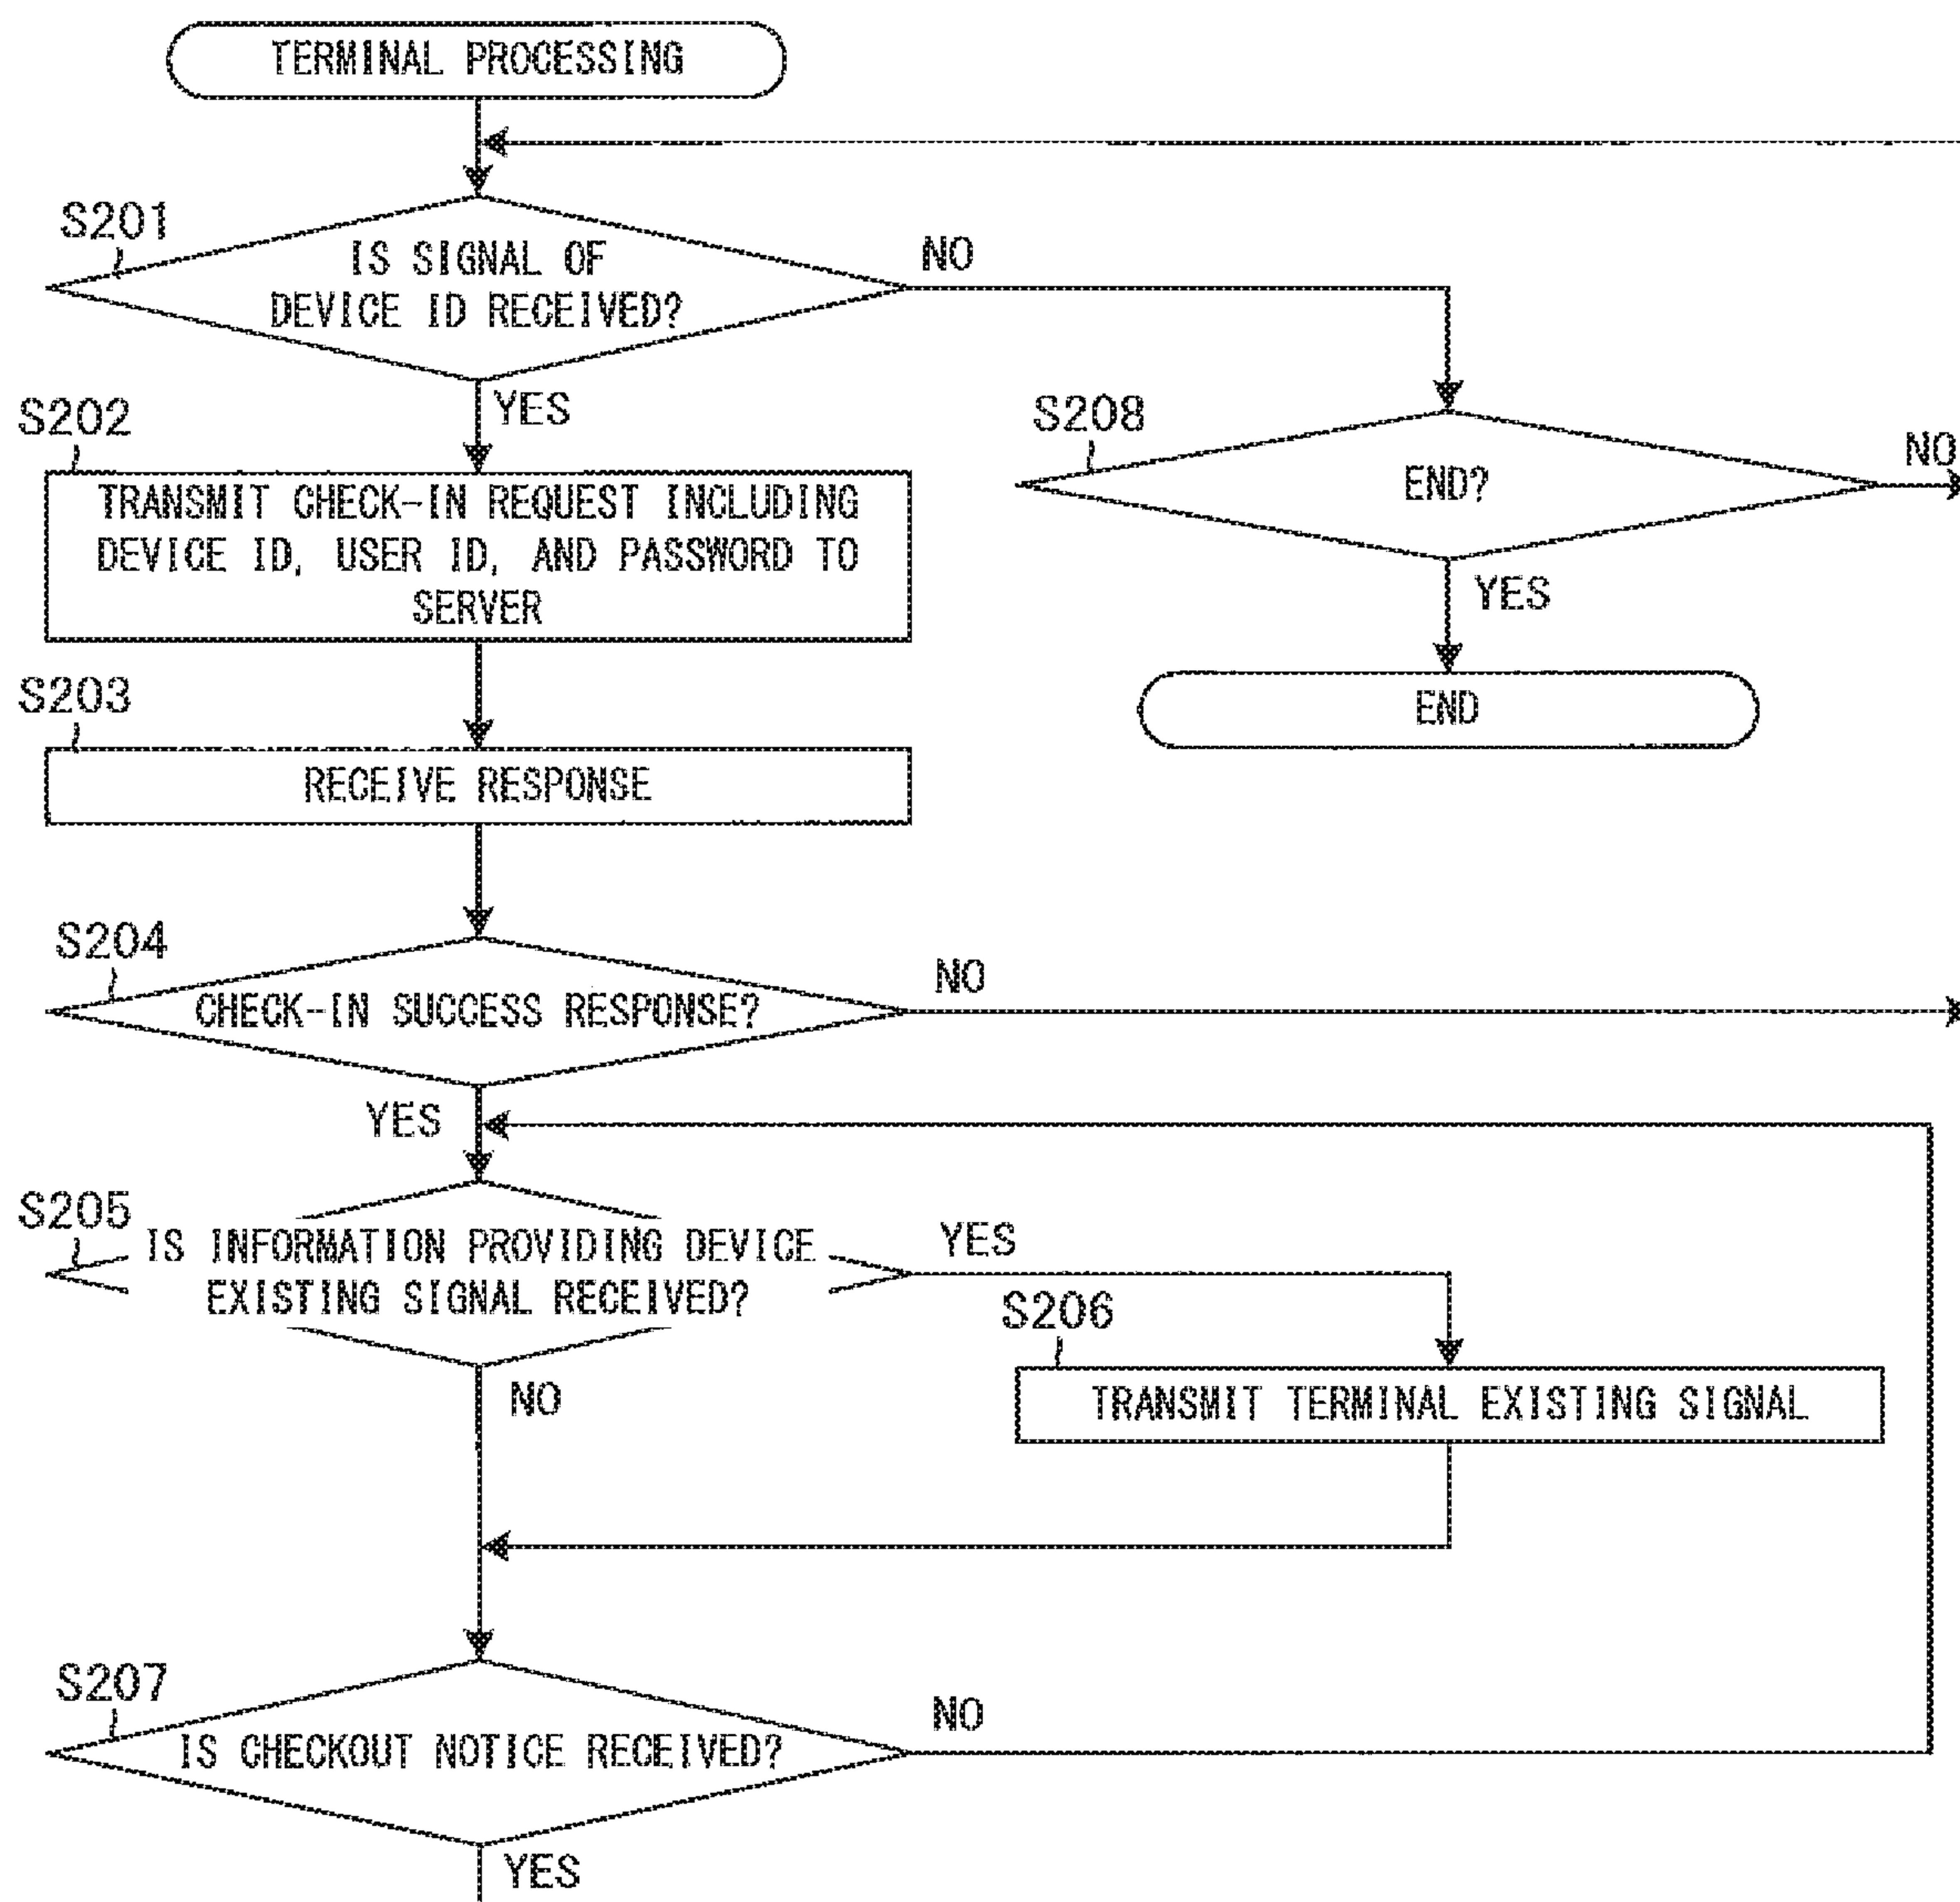 TERMINAL PROCESSING
S201
IS SIGNAL OF
DEVICE ID RECEIVED?
NO
YES
S202
TRANSMIT CHECK-IN REQUEST INCLUDING
DEVICE ID, USER ID, AND PASSWORD TO
SERVER
S208
END?
NO
YES
END
S203
RECEIVE RESPONSE
S204
CHECK-IN SUCCESS RESPONSE?
NO
YES
S205
IS INFORMATION PROVIDING DEVICE
EXISTING SIGNAL RECEIVED?
YES
NO
S206
TRANSMIT TERMINAL EXISTING SIGNAL
S207
IS CHECKOUT NOTICE RECEIVED?
NO
YES